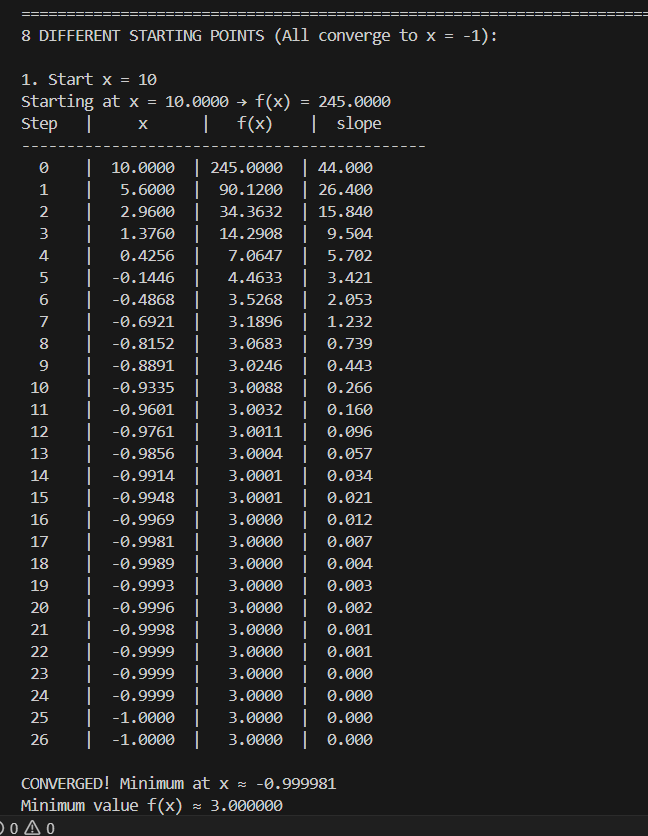 ======================================================================
8 DIFFERENT STARTING POINTS (All converge to x = -1):
1. Start x = 10
Starting at x = 10.0000 → f(x) = 245.0000
Step | x | f(x) | slope
---------------------------------------------
0 | 10.0000 | 245.0000 | 44.000
1 | 5.6000 | 90.1200 | 26.400
2 | 2.9600 | 34.3632 | 15.840
3 | 1.3760 | 14.2908 | 9.504
4 | 0.4256 | 7.0647 | 5.702
5 | -0.1446 | 4.4633 | 3.421
6 | -0.4868 | 3.5268 | 2.053
7 | -0.6921 | 3.1896 | 1.232
8 | -0.8152 | 3.0683 | 0.739
9 | -0.8891 | 3.0246 | 0.443
10 | -0.9335 | 3.0088 | 0.266
11 | -0.9601 | 3.0032 | 0.160
12 | -0.9761 | 3.0011 | 0.096
13 | -0.9856 | 3.0004 | 0.057
14 | -0.9914 | 3.0001 | 0.034
15 | -0.9948 | 3.0001 | 0.021
16 | -0.9969 | 3.0000 | 0.012
17 | -0.9981 | 3.0000 | 0.007
18 | -0.9989 | 3.0000 | 0.004
19 | -0.9993 | 3.0000 | 0.003
20 | -0.9996 | 3.0000 | 0.002
21 | -0.9998 | 3.0000 | 0.001
22 | -0.9999 | 3.0000 | 0.001
23 | -0.9999 | 3.0000 | 0.000
24 | -0.9999 | 3.0000 | 0.000
25 | -1.0000 | 3.0000 | 0.000
26 | -1.0000 | 3.0000 | 0.000
CONVERGED! Minimum at x ≈ -0.999981
Minimum value f(x) ≈ 3.000000
0 0